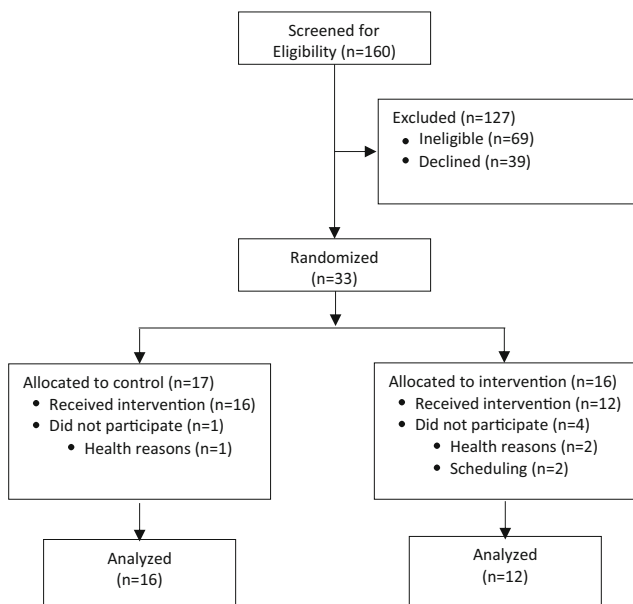 Screened for
Eligibility (n=160)
Excluded (n=127)
• Ineligible (n=69)
• Declined (n=39)
Randomized
(n=33)
Allocated to control (n=17)
• Received intervention (n=16)
• Did not participate (n=1)
• Health reasons (n=1)
Allocated to intervention (n=16)
• Received intervention (n=12)
• Did not participate (n=4)
• Health reasons (n=2)
• Scheduling (n=2)
Analyzed
(n=16)
Analyzed
(n=12)